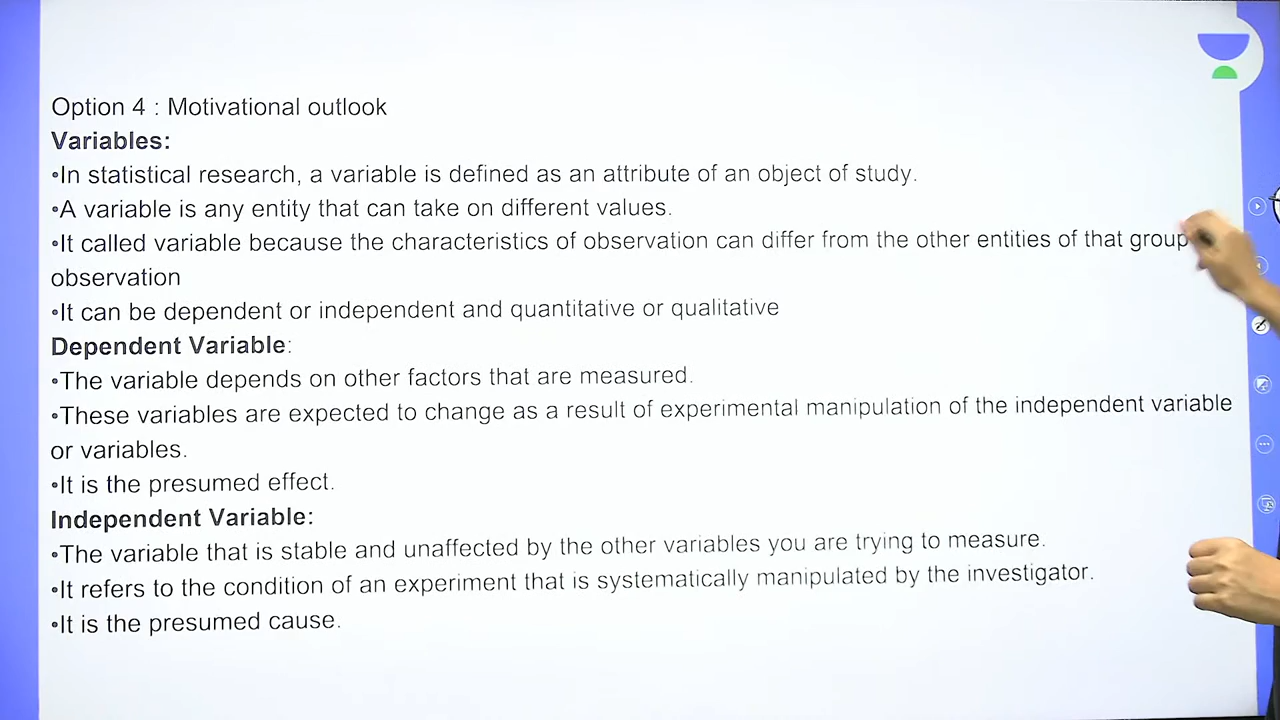 Option 4 : Motivational outlook
Variables:
•In statistical research, a variable is defined as an attribute of an object of study.
•A variable is any entity that can take on different values.
•It called variable because the characteristics of observation can differ from the other entities of that group
observation
•It can be dependent or independent and quantitative or qualitative
Dependent Variable:
•The variable depends on other factors that are measured.
•These variables are expected to change as a result of experimental manipulation of the independent variable
or variables.
•It is the presumed effect.
Independent Variable:
•The variable that is stable and unaffected by the other variables you are trying to measure.
•It refers to the condition of an experiment that is systematically manipulated by the investigator.
•It is the presumed cause.